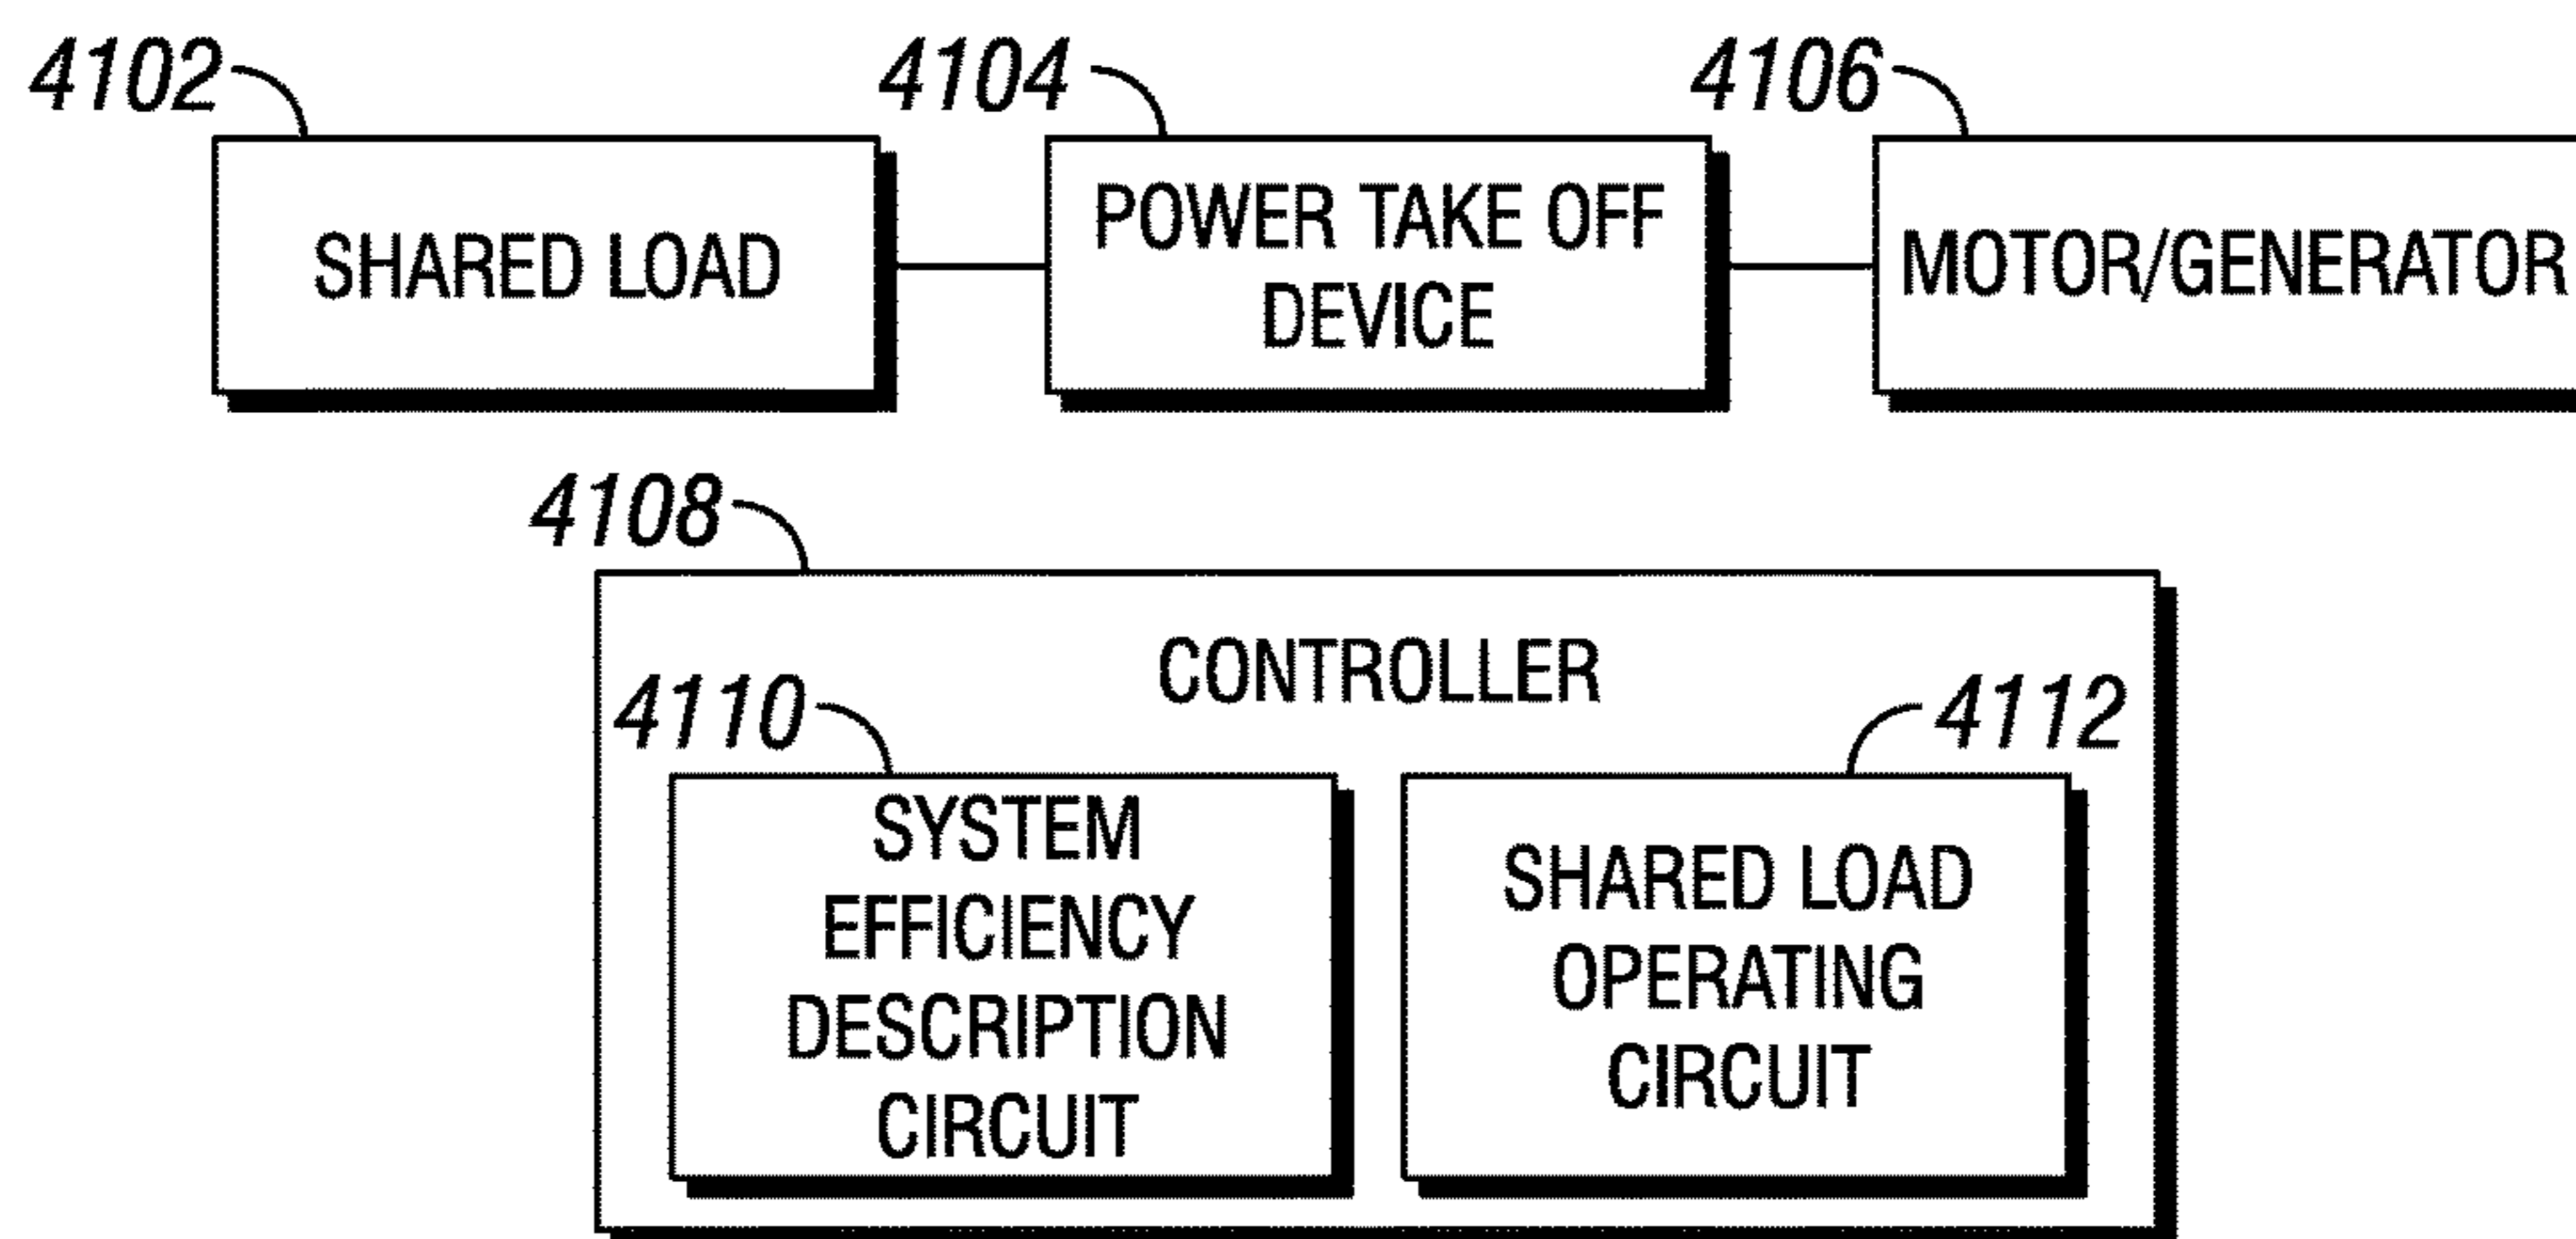 4102
4104
4106
SHARED LOAD
POWER TAKE OFF
DEVICE
MOTOR/GENERATOR
4108
CONTROLLER
4110
4112
SYSTEM
EFFICIENCY
DESCRIPTION
CIRCUIT
SHARED LOAD
OPERATING
CIRCUIT